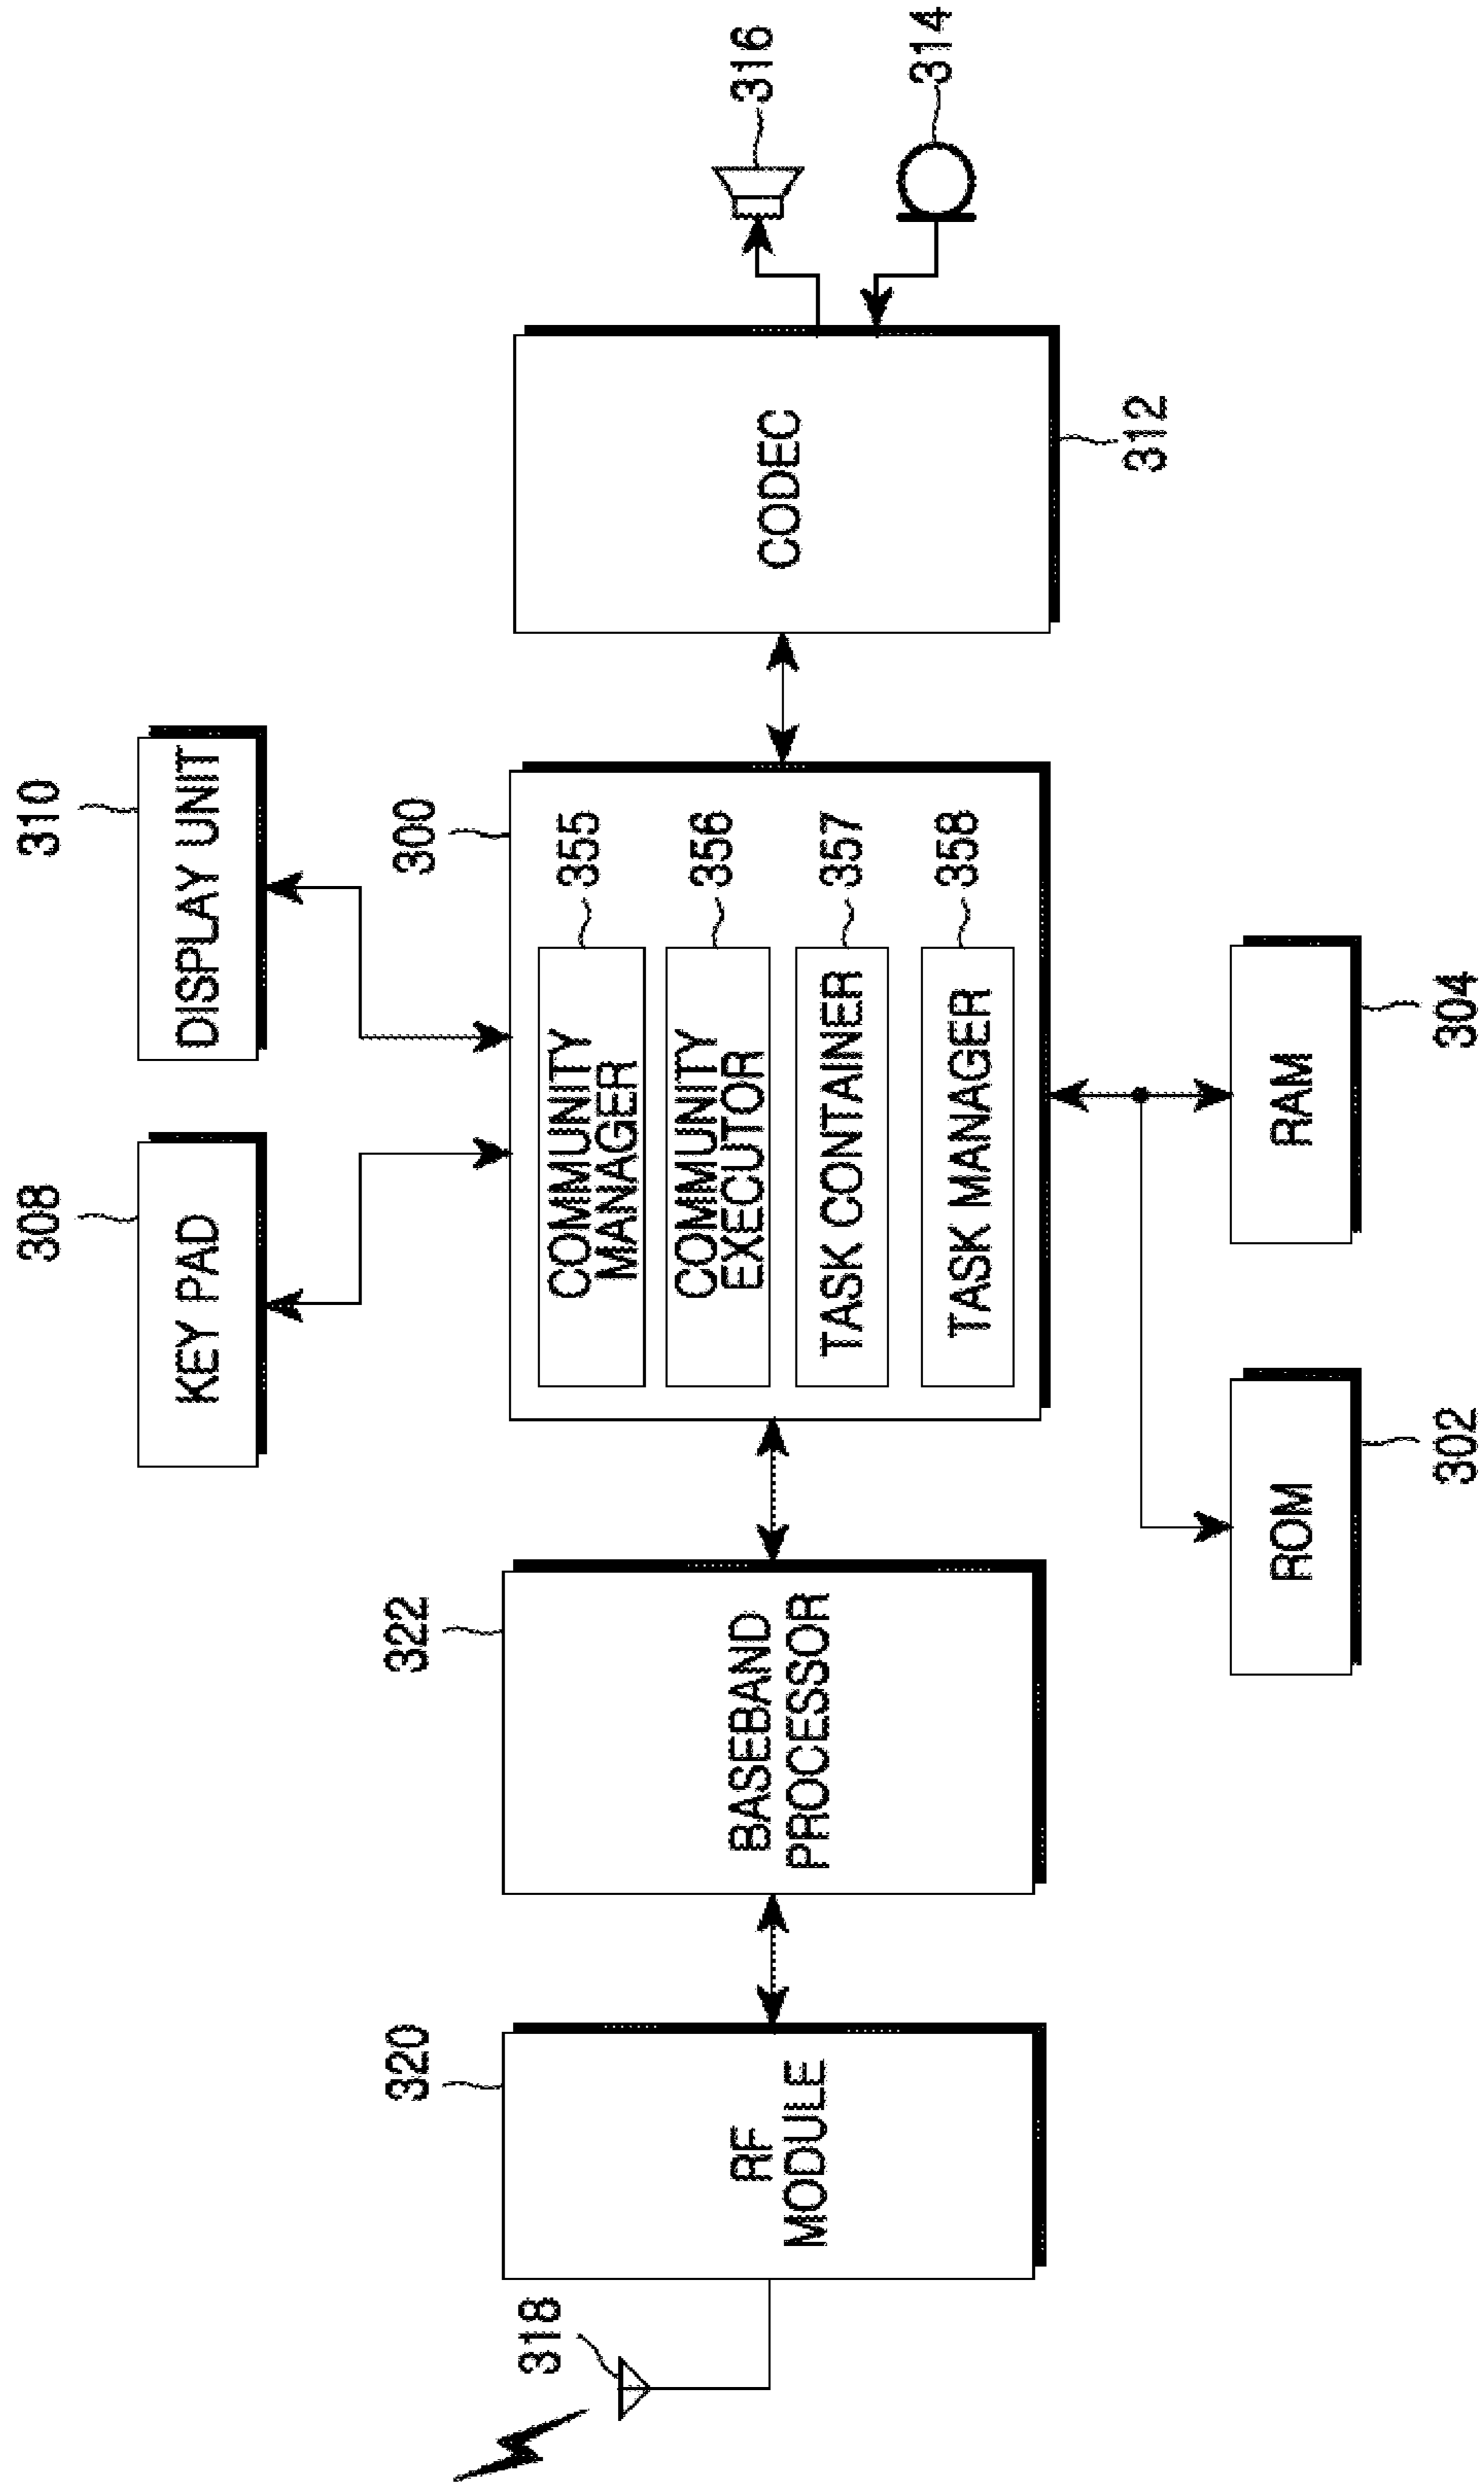 308
310
KEY PAD
DISPLAY UNIT
320
322
300
318
RF
MODULE
BASEBAND
PROCESSOR
COMMUNITY
MANAGER
355
COMMUNITY
EXECUTOR
356
TASK CONTAINER
357
TASK MANAGER
358
CODEC
316
314
312
ROM
RAM
302
304